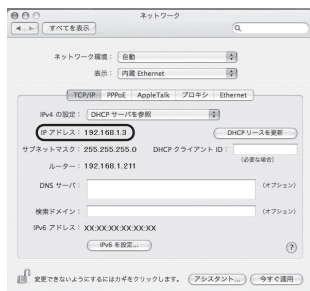 ネットワーク
すべてを表示
ネットワーク環境： 自動
表示： 内蔵 Ethernet
TCP/IP PPPoE AppleTalk プロキシ Ethernet
IPv4 の設定： DHCP サーバを参照
IP アドレス： 192.168.1.3 DHCP リースを更新
サブネットマスク： 255.255.255.0 DHCP クライアント ID：
（必要な場合）
ルーター： 192.168.1.211
DNS サーバ： （オプション）
検索ドメイン： （オプション）
IPv6 アドレス： XX:XX:XX:XX:XX:XX
IPv6 を設定... ?
変更できないようにするにはカギをクリックします。 アシスタント... 今すぐ適用